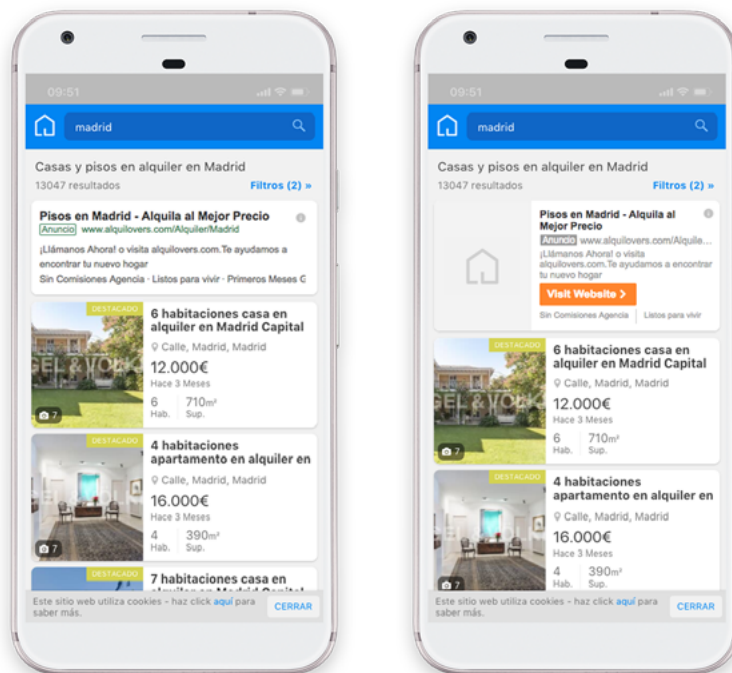 09:51
madrid
Casas y pisos en alquiler en Madrid
13047 resultados
Filtros (2) »
Pisos en Madrid - Alquila al Mejor Precio
Anuncio www.alquilovers.com/Alquiler/Madrid
¡Llámanos Ahora! o visita alquilovers.com.Te ayudamos a
encontrar tu nuevo hogar
Sin Comisiones Agencia · Listos para vivir · Primeros Meses G
DESTACADO
GEL & VÖLK
7
6 habitaciones casa en
alquiler en Madrid Capital
Calle, Madrid, Madrid
12.000€
Hace 3 Meses
6 710m²
Hab. Sup.
DESTACADO
7
4 habitaciones
apartamento en alquiler en
Calle, Madrid, Madrid
16.000€
Hace 3 Meses
4 390m²
Hab. Sup.
DESTACADO
7 habitaciones casa en
alquiler en Madrid Capital
Este sitio web utiliza cookies - haz click aquí para
saber más.
CERRAR
09:51
madrid
Casas y pisos en alquiler en Madrid
13047 resultados
Filtros (2) »
Pisos en Madrid - Alquila al
Mejor Precio
Anuncio www.alquilovers.com/Alquile...
¡Llámanos Ahora! o visita
alquilovers.com.Te ayudamos a encontrar
tu nuevo hogar
Visit Website >
Sin Comisiones Agencia Listos para vivir
DESTACADO
GEL & VÖLK
7
6 habitaciones casa en
alquiler en Madrid Capital
Calle, Madrid, Madrid
12.000€
Hace 3 Meses
6 710m²
Hab. Sup.
DESTACADO
7
4 habitaciones
apartamento en alquiler en
Calle, Madrid, Madrid
16.000€
Hace 3 Meses
4 390m²
Hab. Sup.
Este sitio web utiliza cookies - haz click aquí para
saber más.
CERRAR